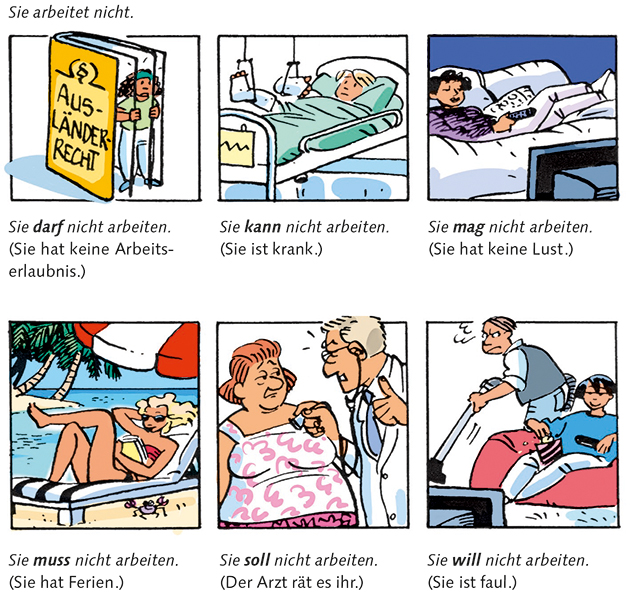 Sie arbeitet nicht.
(§)
AUS-
LÄNDER-
RECHT
Sie darf nicht arbeiten.
(Sie hat keine Arbeits-
erlaubnis.)
Sie kann nicht arbeiten.
(Sie ist krank.)
Sie mag nicht arbeiten.
(Sie hat keine Lust.)
Sie muss nicht arbeiten.
(Sie hat Ferien.)
Sie soll nicht arbeiten.
(Der Arzt rät es ihr.)
Sie will nicht arbeiten.
(Sie ist faul.)